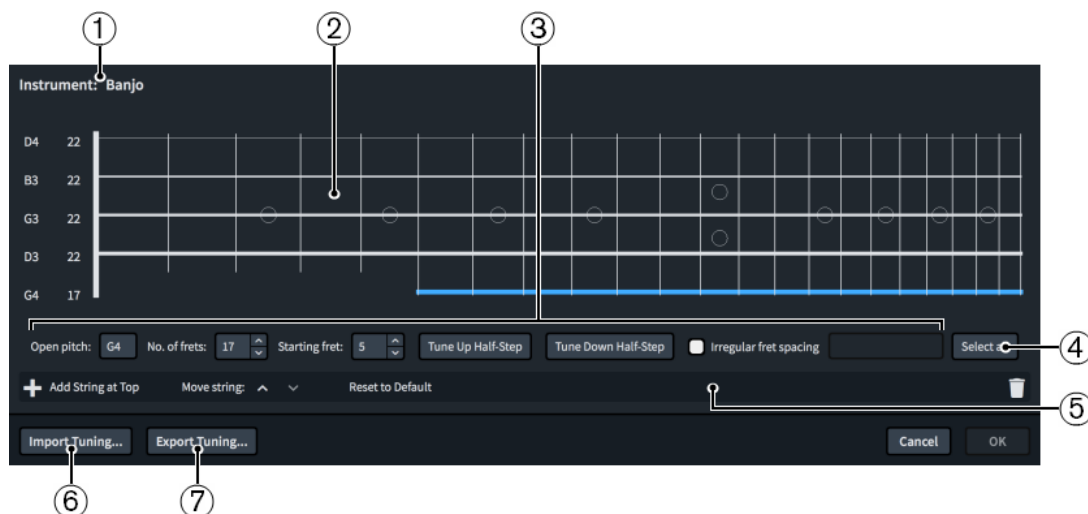 ① ② ③
Instrument: Banjo
D4 22
B3 22
G3 22
D3 22
G4 17
Open pitch: G4 No. of frets: 17 Starting fret: 5 Tune Up Half-Step Tune Down Half-Step Irregular fret spacing Select a
④
Add String at Top Move string: Reset to Default
⑤
Import Tuning... Export Tuning... Cancel OK
⑥ ⑦